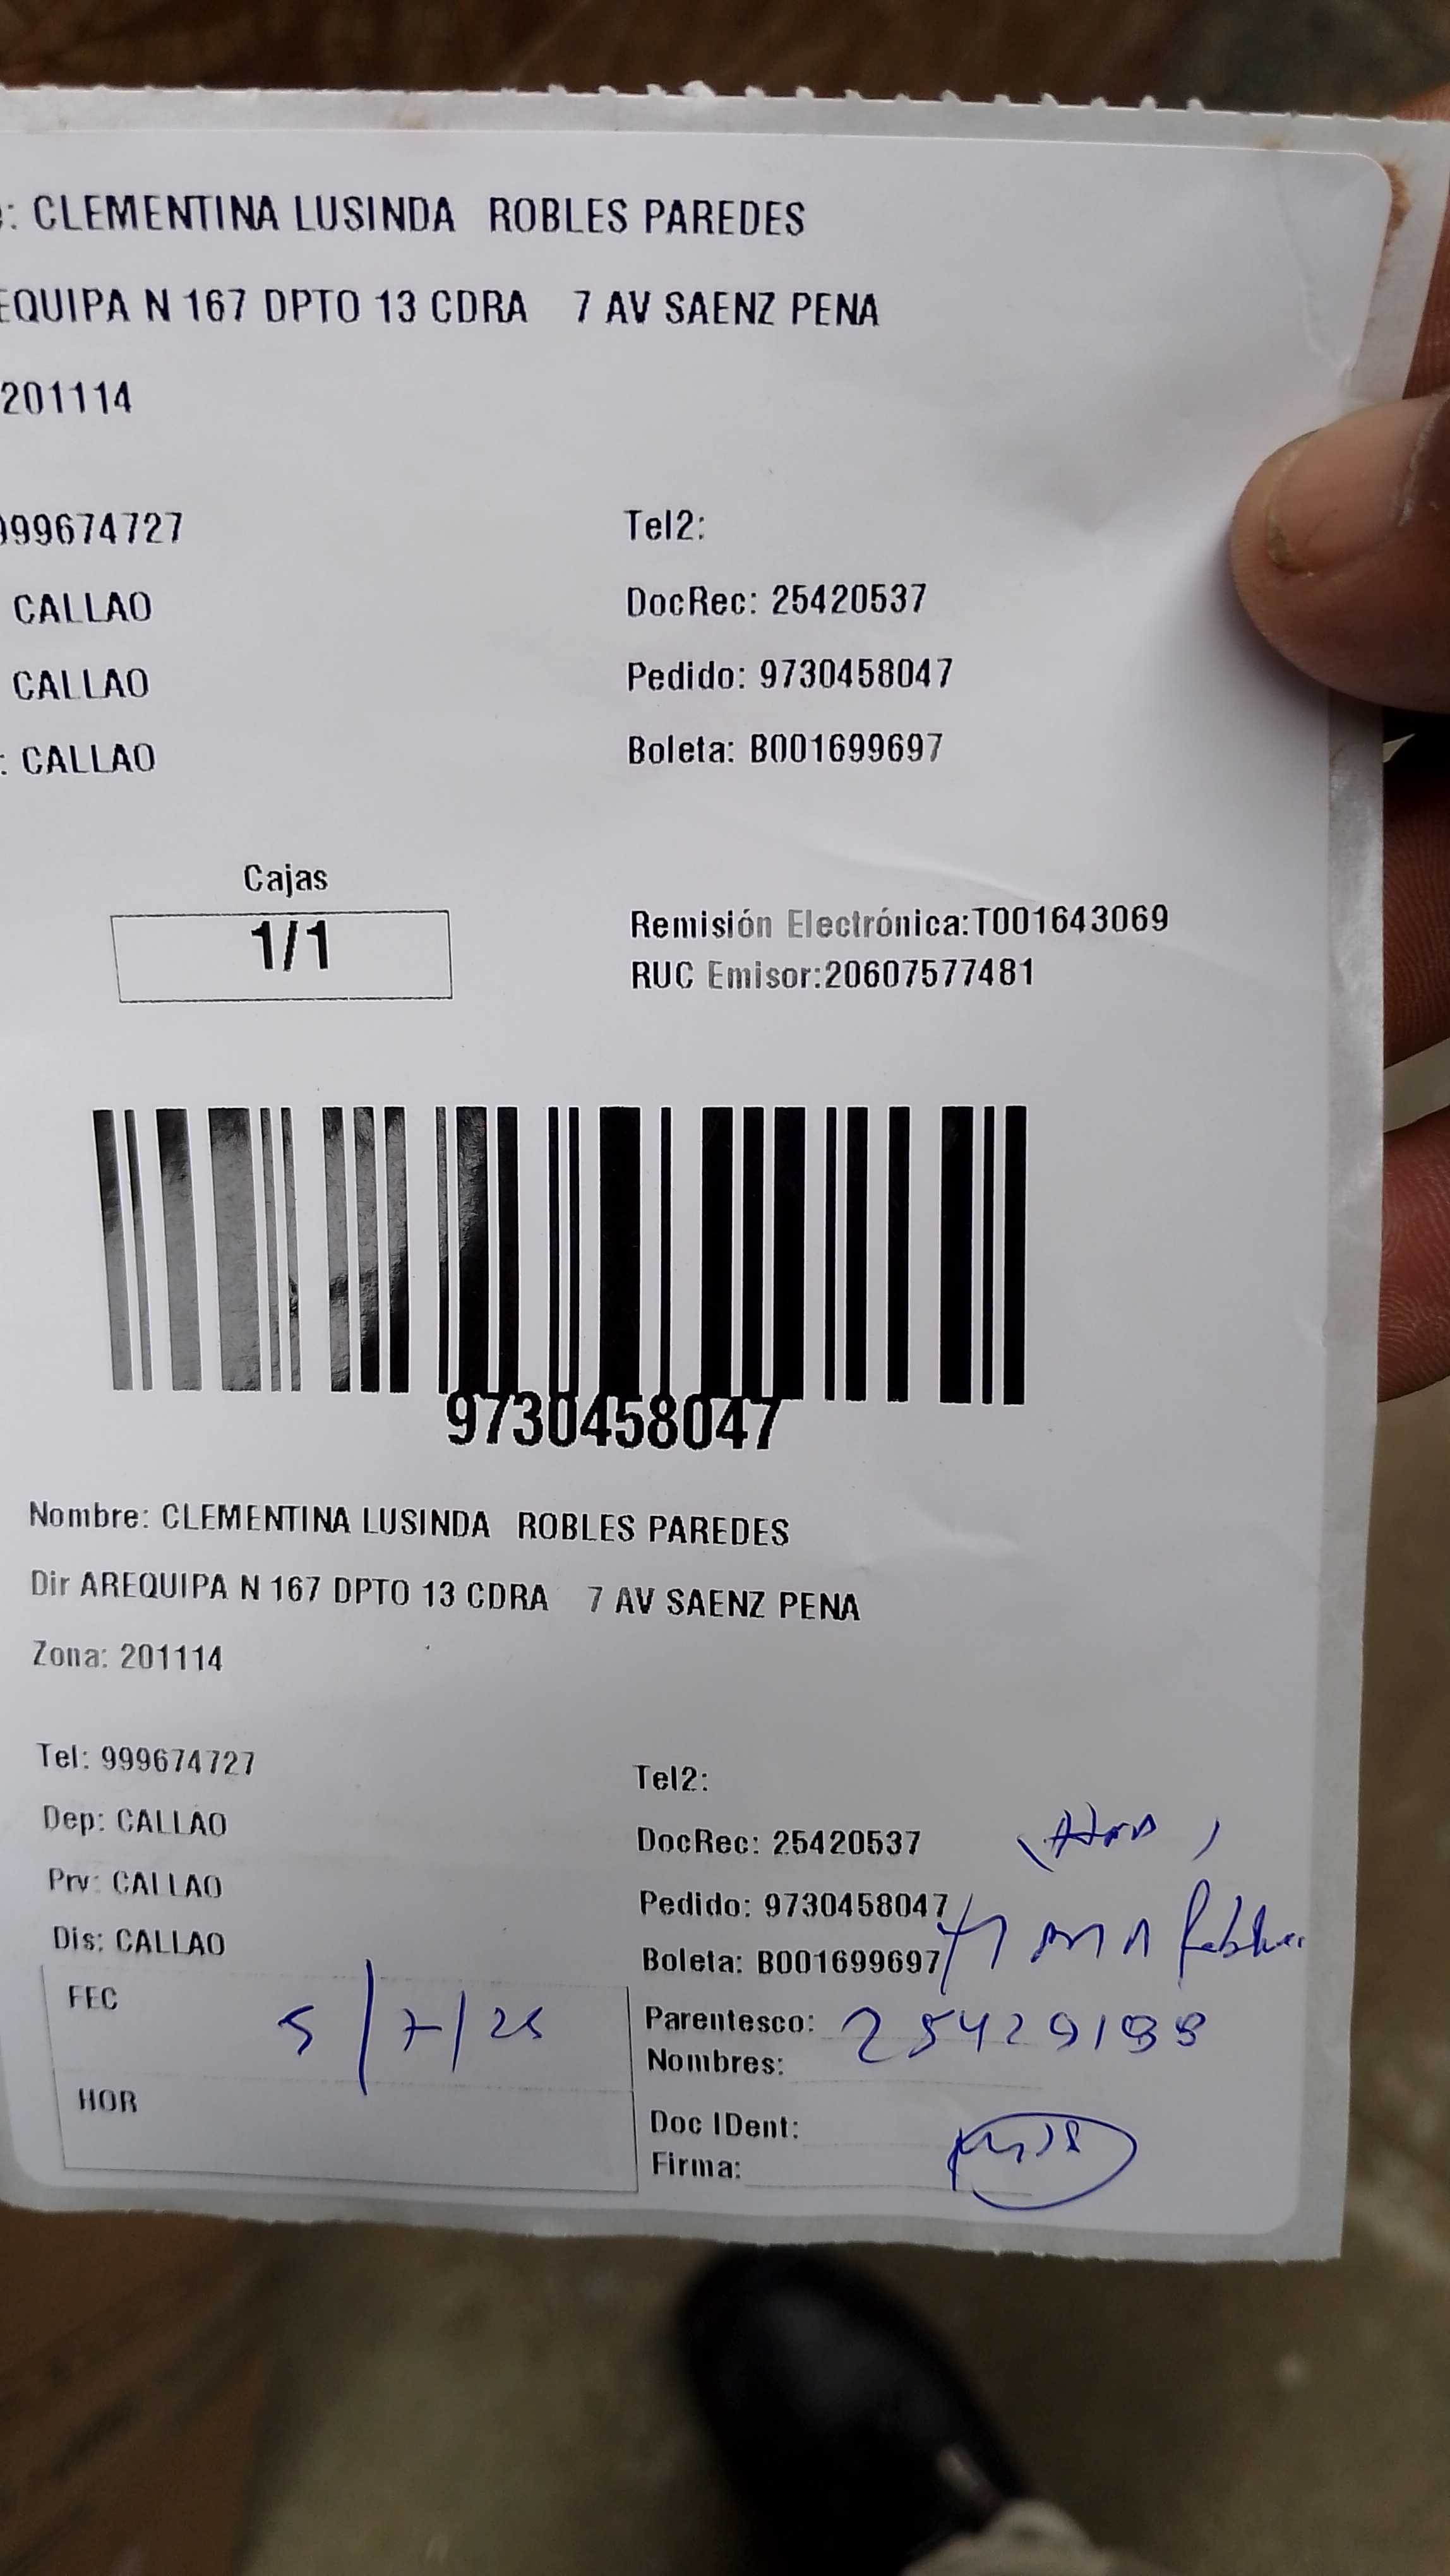 : CLEMENTINA LUSINDA ROBLES PAREDES
EQUIPA N 167 DPTO 13 CDRA 7 AV SAENZ PENA
201114
999674727 Tel2:
CALLAO DocRec: 25420537
CALLAO Pedido: 9730458047
: CALLAO Boleta: B001699697
Cajas
1/1
Remisión Electrónica:T001643069
RUC Emisor:20607577481
9730458047
Nombre: CLEMENTINA LUSINDA ROBLES PAREDES
Dir AREQUIPA N 167 DPTO 13 CDRA 7 AV SAENZ PENA
Zona: 201114
Tel: 999674727 Tel2:
Dep: CALLAO DocRec: 25420537
Prv: CALLAO Pedido: 9730458047
Dis: CALLAO Boleta: B001699697
FEC 5/7/25
Parentesco: 25429198
Nombres:
HOR
Doc IDent:
Firma: